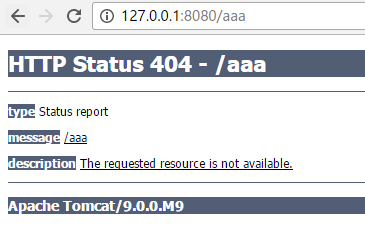 127.0.0.1:8080/aaa
HTTP Status 404 - /aaa
type Status report
message /aaa
description The requested resource is not available.
Apache Tomcat/9.0.0.M9